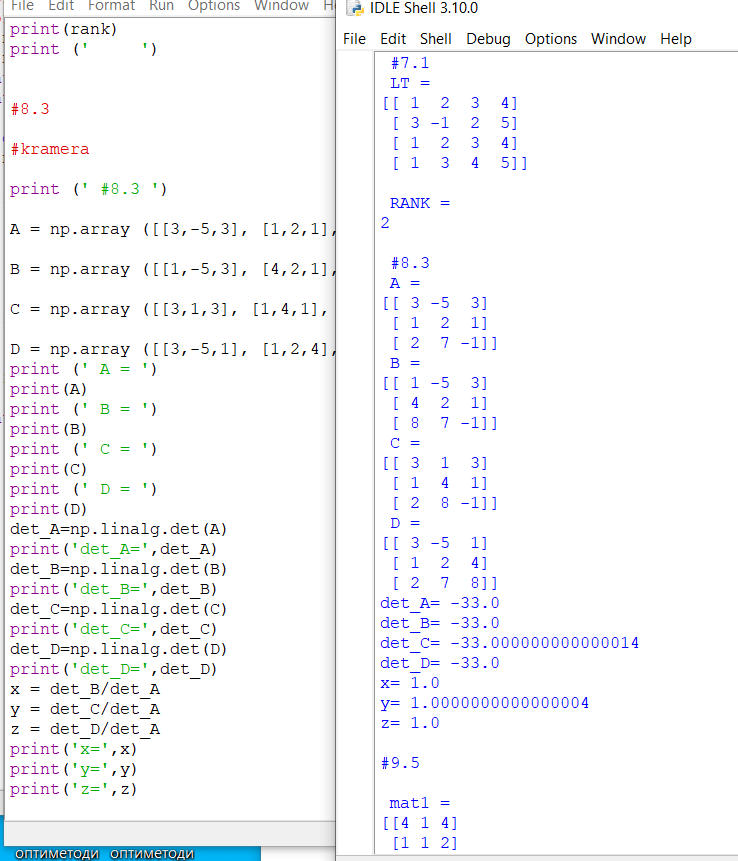 File Edit Format Run Options Window
print(rank)
print ('      ')
#8.3
#kramera
print (' #8.3 ')
A = np.array ([[3,-5,3], [1,2,1],
B = np.array ([[1,-5,3], [4,2,1],
C = np.array ([[3,1,3], [1,4,1],
D = np.array ([[3,-5,1], [1,2,4],
print (' A = ')
print(A)
print (' B = ')
print(B)
print (' C = ')
print(C)
print (' D = ')
print(D)
det_A=np.linalg.det(A)
print('det_A=',det_A)
det_B=np.linalg.det(B)
print('det_B=',det_B)
det_C=np.linalg.det(C)
print('det_C=',det_C)
det_D=np.linalg.det(D)
print('det_D=',det_D)
x = det_B/det_A
y = det_C/det_A
z = det_D/det_A
print('x=',x)
print('y=',y)
print('z=',z)
оптиметоди оптиметоди
IDLE Shell 3.10.0
File Edit Shell Debug Options Window Help
#7.1
LT =
[[ 1  2  3  4]
[ 3 -1  2  5]
[ 1  2  3  4]
[ 1  3  4  5]]
RANK =
2
#8.3
A =
[[ 3 -5  3]
[ 1  2  1]
[ 2  7 -1]]
B =
[[ 1 -5  3]
[ 4  2  1]
[ 8  7 -1]]
C =
[[ 3  1  3]
[ 1  4  1]
[ 2  8 -1]]
D =
[[ 3 -5  1]
[ 1  2  4]
[ 2  7  8]]
det_A= -33.0
det_B= -33.0
det_C= -33.000000000000014
det_D= -33.0
x= 1.0
y= 1.0000000000000004
z= 1.0
#9.5
mat1 =
[[4 1 4]
[1 1 2]